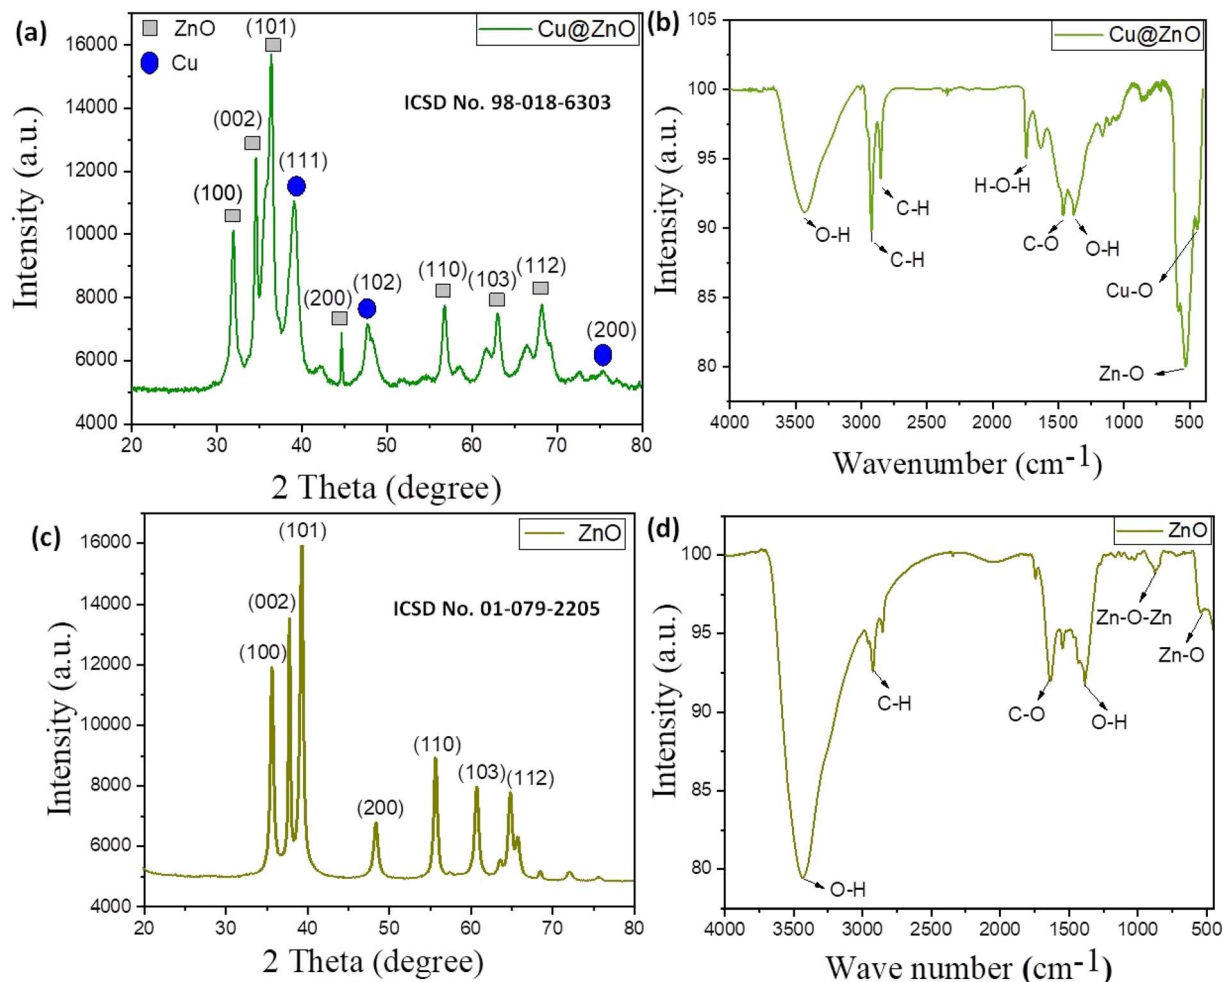 (a)
ZnO
Cu
Cu@ZnO
ICSD No. 98-018-6303
(100)
(002)
(101)
(111)
(200)
(102)
(110)
(103)
(112)
(200)
16000
14000
12000
10000
8000
6000
4000
20 30 40 50 60 70 80
Intensity (a.u.)
2 Theta (degree)
(b)
Cu@ZnO
105
100
95
90
85
80
O-H
C-H
C-H
H-O-H
C-O
O-H
Cu-O
Zn-O
4000 3500 3000 2500 2000 1500 1000 500
Intensity (a.u.)
Wavenumber (cm-1)
(c)
ZnO
ICSD No. 01-079-2205
(100)
(002)
(101)
(200)
(110)
(103)
(112)
16000
14000
12000
10000
8000
6000
4000
20 30 40 50 60 70 80
Intensity (a.u.)
2 Theta (degree)
(d)
ZnO
100
95
90
85
80
O-H
C-H
C-O
O-H
Zn-O-Zn
Zn-O
4000 3500 3000 2500 2000 1500 1000 500
Intensity (a.u.)
Wave number (cm-1)